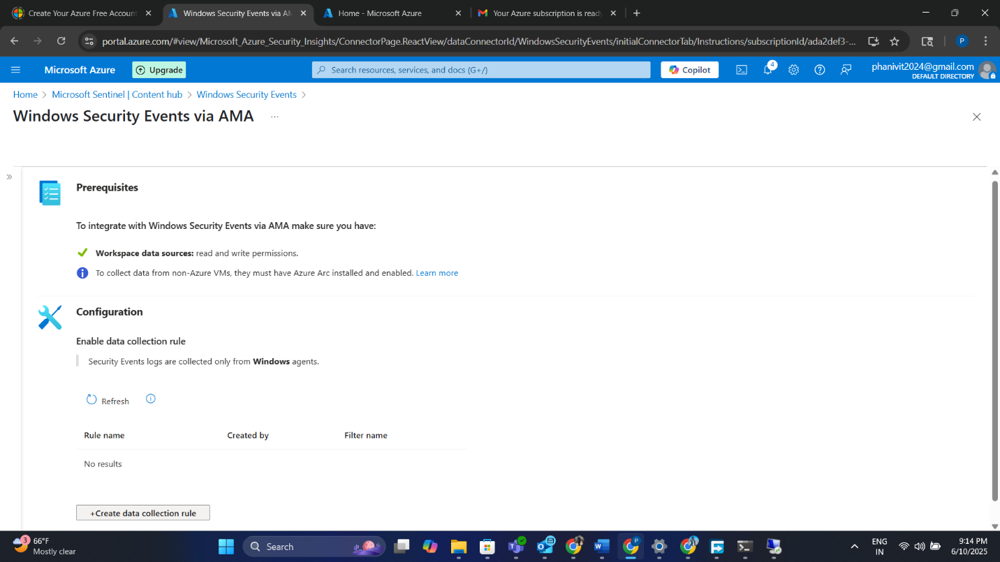 Create Your Azure Free Account
Windows Security Events via AM
Home - Microsoft Azure
Your Azure subscription is ready
portal.azure.com/#view/Microsoft_Azure_Security_Insights/ConnectorPage.ReactView/dataConnectorId/WindowsSecurityEvents/initialConnectorTab/Instructions/subscriptionId/ada2def3-...
P
Microsoft Azure
Upgrade
Search resources, services, and docs (G+/)
Copilot
4
phanivit2024@gmail.com
DEFAULT DIRECTORY
Home > Microsoft Sentinel | Content hub > Windows Security Events >
Windows Security Events via AMA ...
Prerequisites
To integrate with Windows Security Events via AMA make sure you have:
Workspace data sources: read and write permissions.
To collect data from non-Azure VMs, they must have Azure Arc installed and enabled. Learn more
Configuration
Enable data collection rule
Security Events logs are collected only from Windows agents.
Refresh
Rule name Created by Filter name
No results
+Create data collection rule
3
66°F
Mostly clear
Search
ENG
IN
9:14 PM
6/10/2025